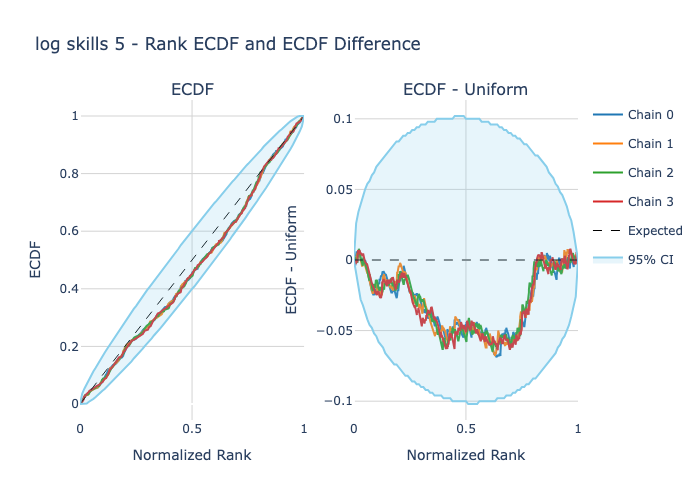 log skills 5 - Rank ECDF and ECDF Difference
ECDF
ECDF - Uniform
1
0.8
0.6
0.4
0.2
0
ECDF
0
0.5
1
Normalized Rank
0.1
0.05
0
−0.05
−0.1
ECDF - Uniform
0
0.5
1
Normalized Rank
Chain 0
Chain 1
Chain 2
Chain 3
Expected
95% CI